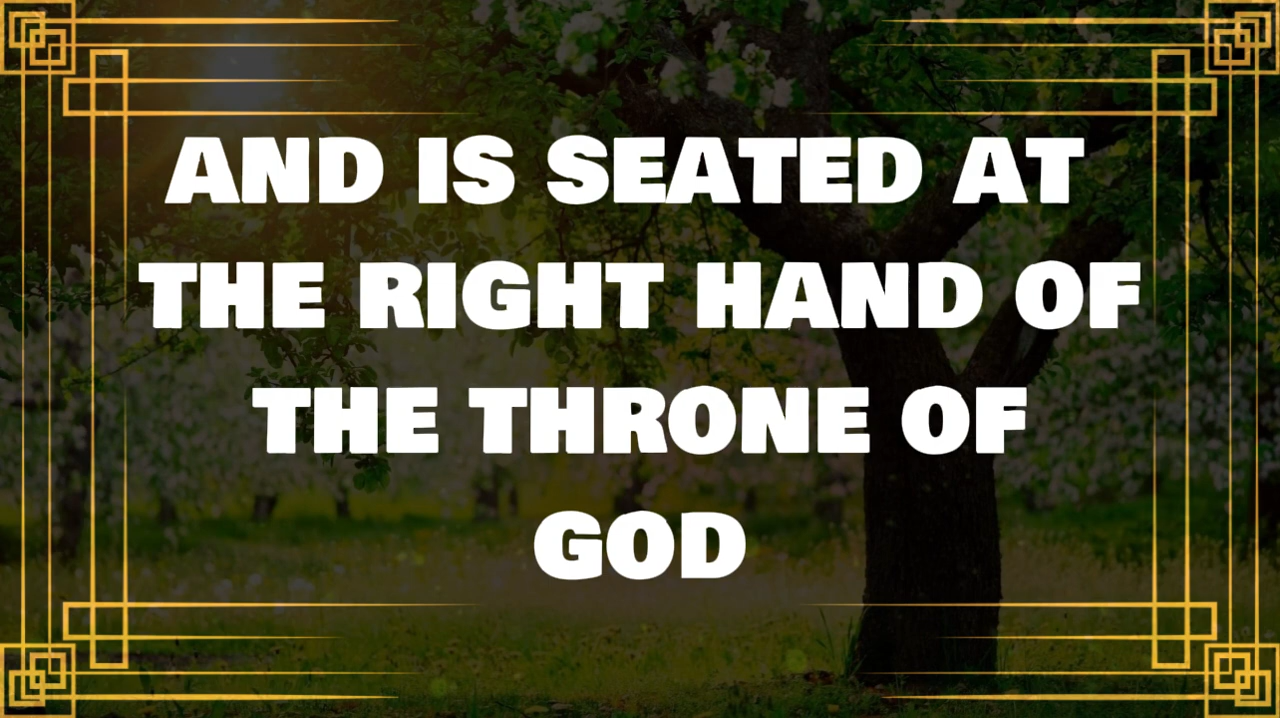 AND IS SEATED AT
THE RIGHT HAND OF
THE THRONE OF
GOD